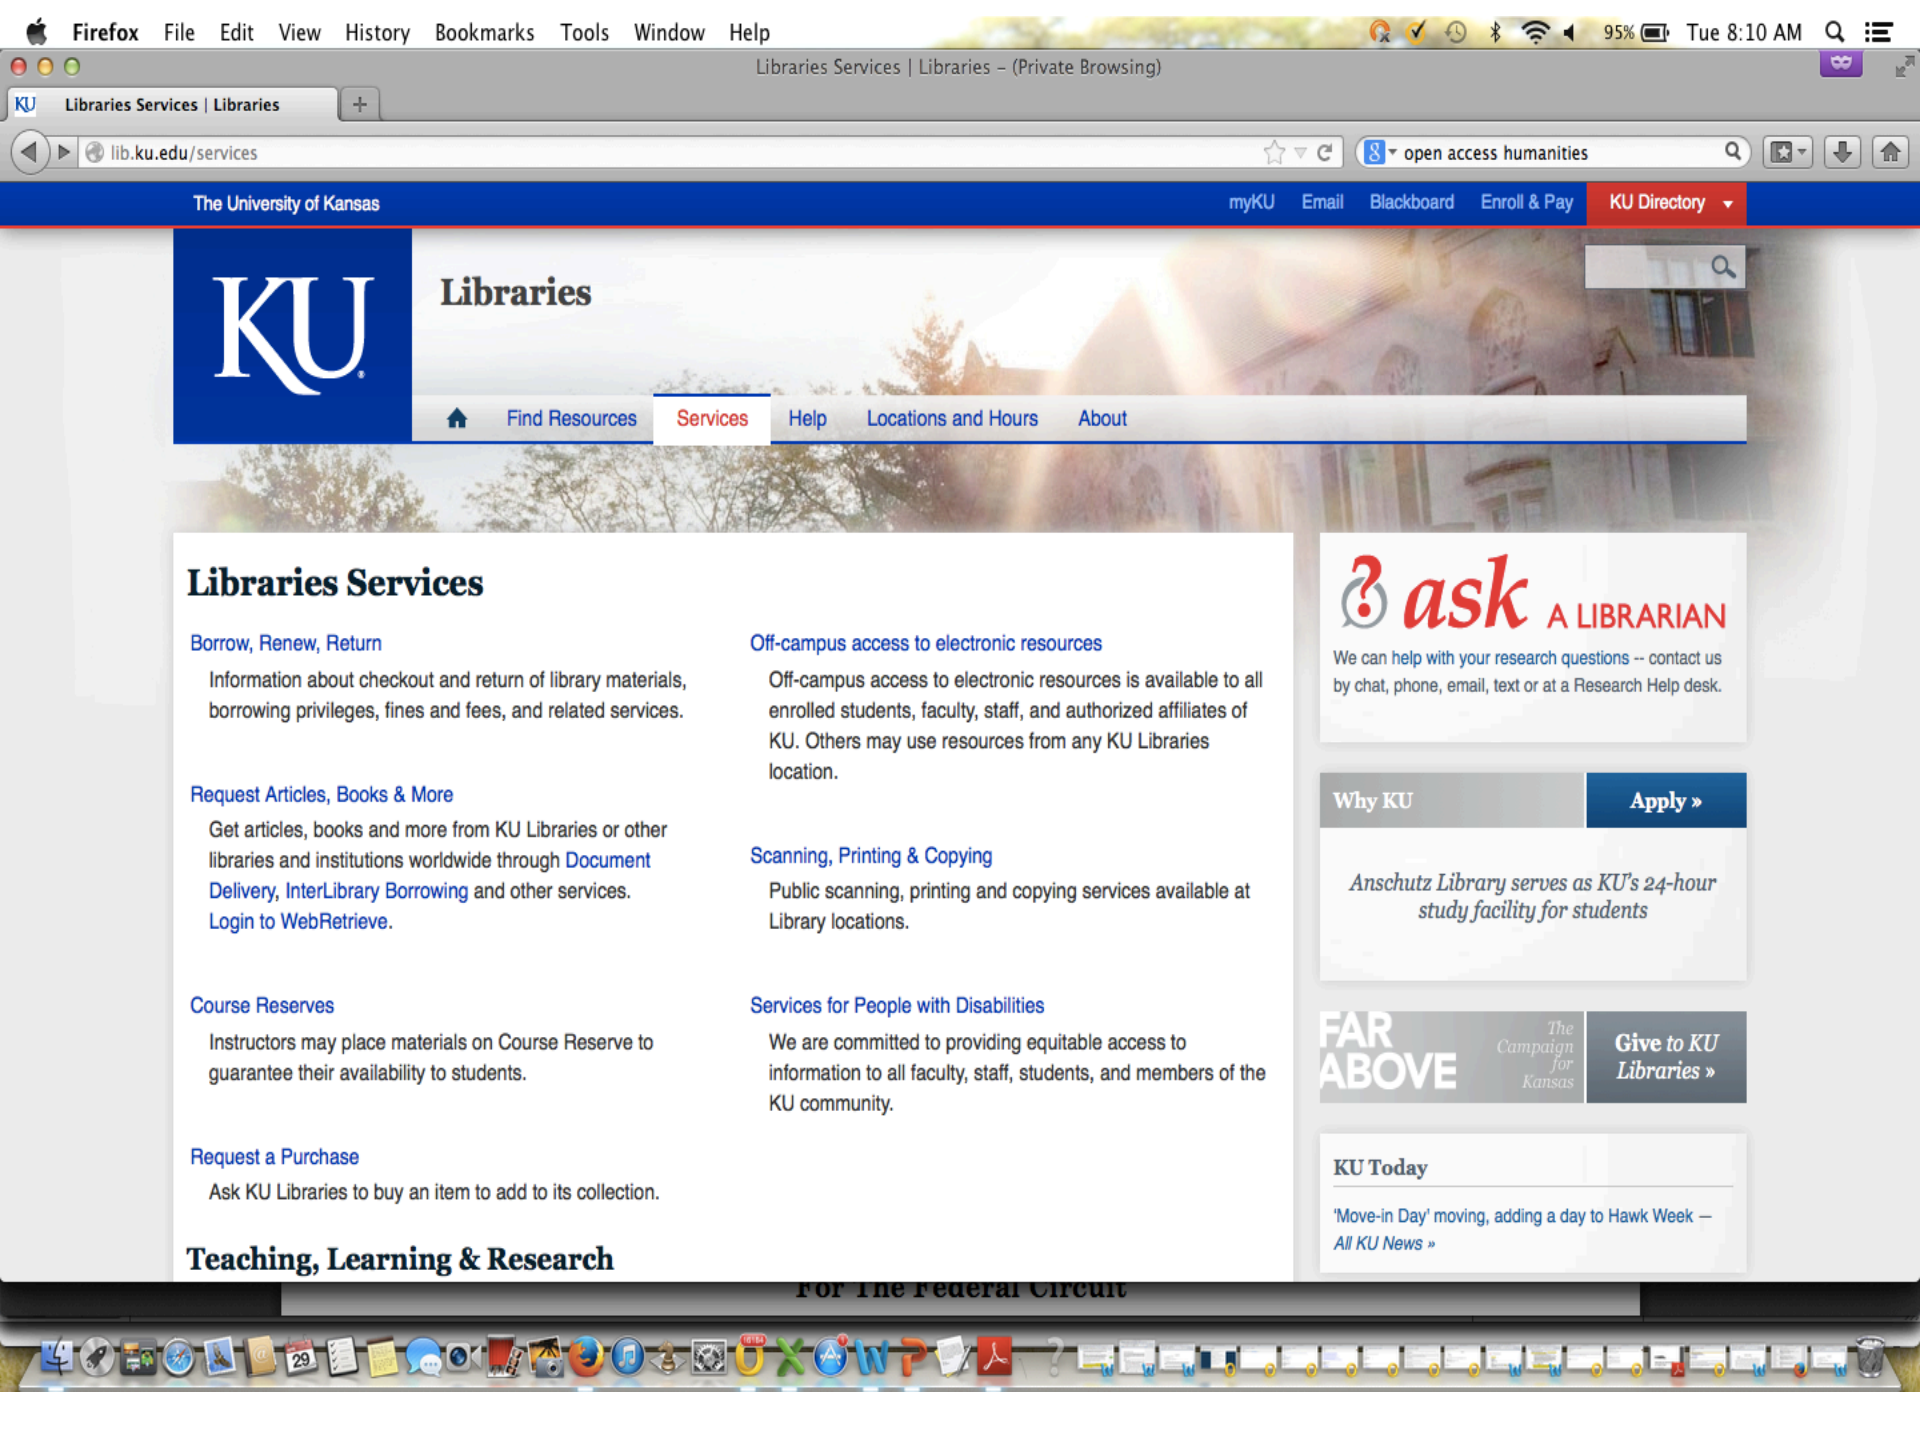 Firefox File Edit View History Bookmarks Tools Window Help 95% Tue 8:10 AM
Libraries Services | Libraries – (Private Browsing)
KU Libraries Services | Libraries +
lib.ku.edu/services
8 open access humanities
The University of Kansas
myKU Email Blackboard Enroll & Pay KU Directory
KU
Libraries
Find Resources Services Help Locations and Hours About
Libraries Services
Borrow, Renew, Return
Information about checkout and return of library materials,
borrowing privileges, fines and fees, and related services.
Request Articles, Books & More
Get articles, books and more from KU Libraries or other
libraries and institutions worldwide through Document
Delivery, InterLibrary Borrowing and other services.
Login to WebRetrieve.
Course Reserves
Instructors may place materials on Course Reserve to
guarantee their availability to students.
Request a Purchase
Ask KU Libraries to buy an item to add to its collection.
Off-campus access to electronic resources
Off-campus access to electronic resources is available to all
enrolled students, faculty, staff, and authorized affiliates of
KU. Others may use resources from any KU Libraries
location.
Scanning, Printing & Copying
Public scanning, printing and copying services available at
Library locations.
Services for People with Disabilities
We are committed to providing equitable access to
information to all faculty, staff, students, and members of the
KU community.
Teaching, Learning & Research
? ask A LIBRARIAN
We can help with your research questions -- contact us
by chat, phone, email, text or at a Research Help desk.
Why KU
Apply »
Anschutz Library serves as KU's 24-hour
study facility for students
FAR
ABOVE
The
Campaign
for
Kansas
Give to KU
Libraries »
KU Today
'Move-in Day' moving, adding a day to Hawk Week —
All KU News »
For The Federal Circuit
29